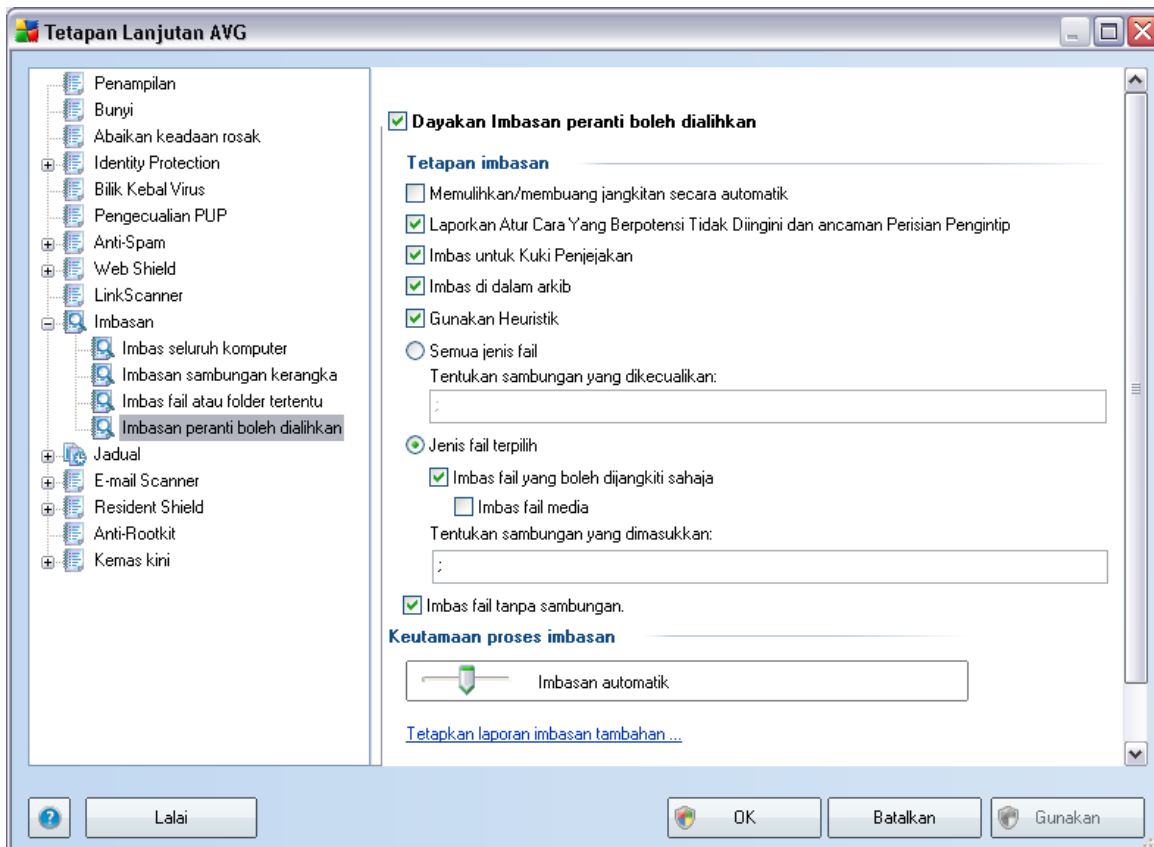 Tetapan Lanjutan AVG
Penampilan
Bunyi
Abaikan keadaan rosak
Identity Protection
Bilik Kebal Virus
Pengecualian PUP
Anti-Spam
Web Shield
LinkScanner
Imbasan
Imbas seluruh komputer
Imbasan sambungan kerangka
Imbas fail atau folder tertentu
Imbasan peranti boleh dialihkan
Jadual
E-mail Scanner
Resident Shield
Anti-Rootkit
Kemas kini
Dayakan Imbasan peranti boleh dialihkan
Tetapan imbasan
Memulihkan/membuang jangkitan secara automatik
Laporkan Atur Cara Yang Berpotensi Tidak Diingini dan ancaman Perisian Pengintip
Imbas untuk Kuki Penjejakan
Imbas di dalam arkib
Gunakan Heuristik
Semua jenis fail
Tentukan sambungan yang dikecualikan:
;
Jenis fail terpilih
Imbas fail yang boleh dijangkiti sahaja
Imbas fail media
Tentukan sambungan yang dimasukkan:
;
Imbas fail tanpa sambungan.
Keutamaan proses imbasan
Imbasan automatik
Tetapkan laporan imbasan tambahan ...
?
Lalai
OK
Batalkan
Gunakan